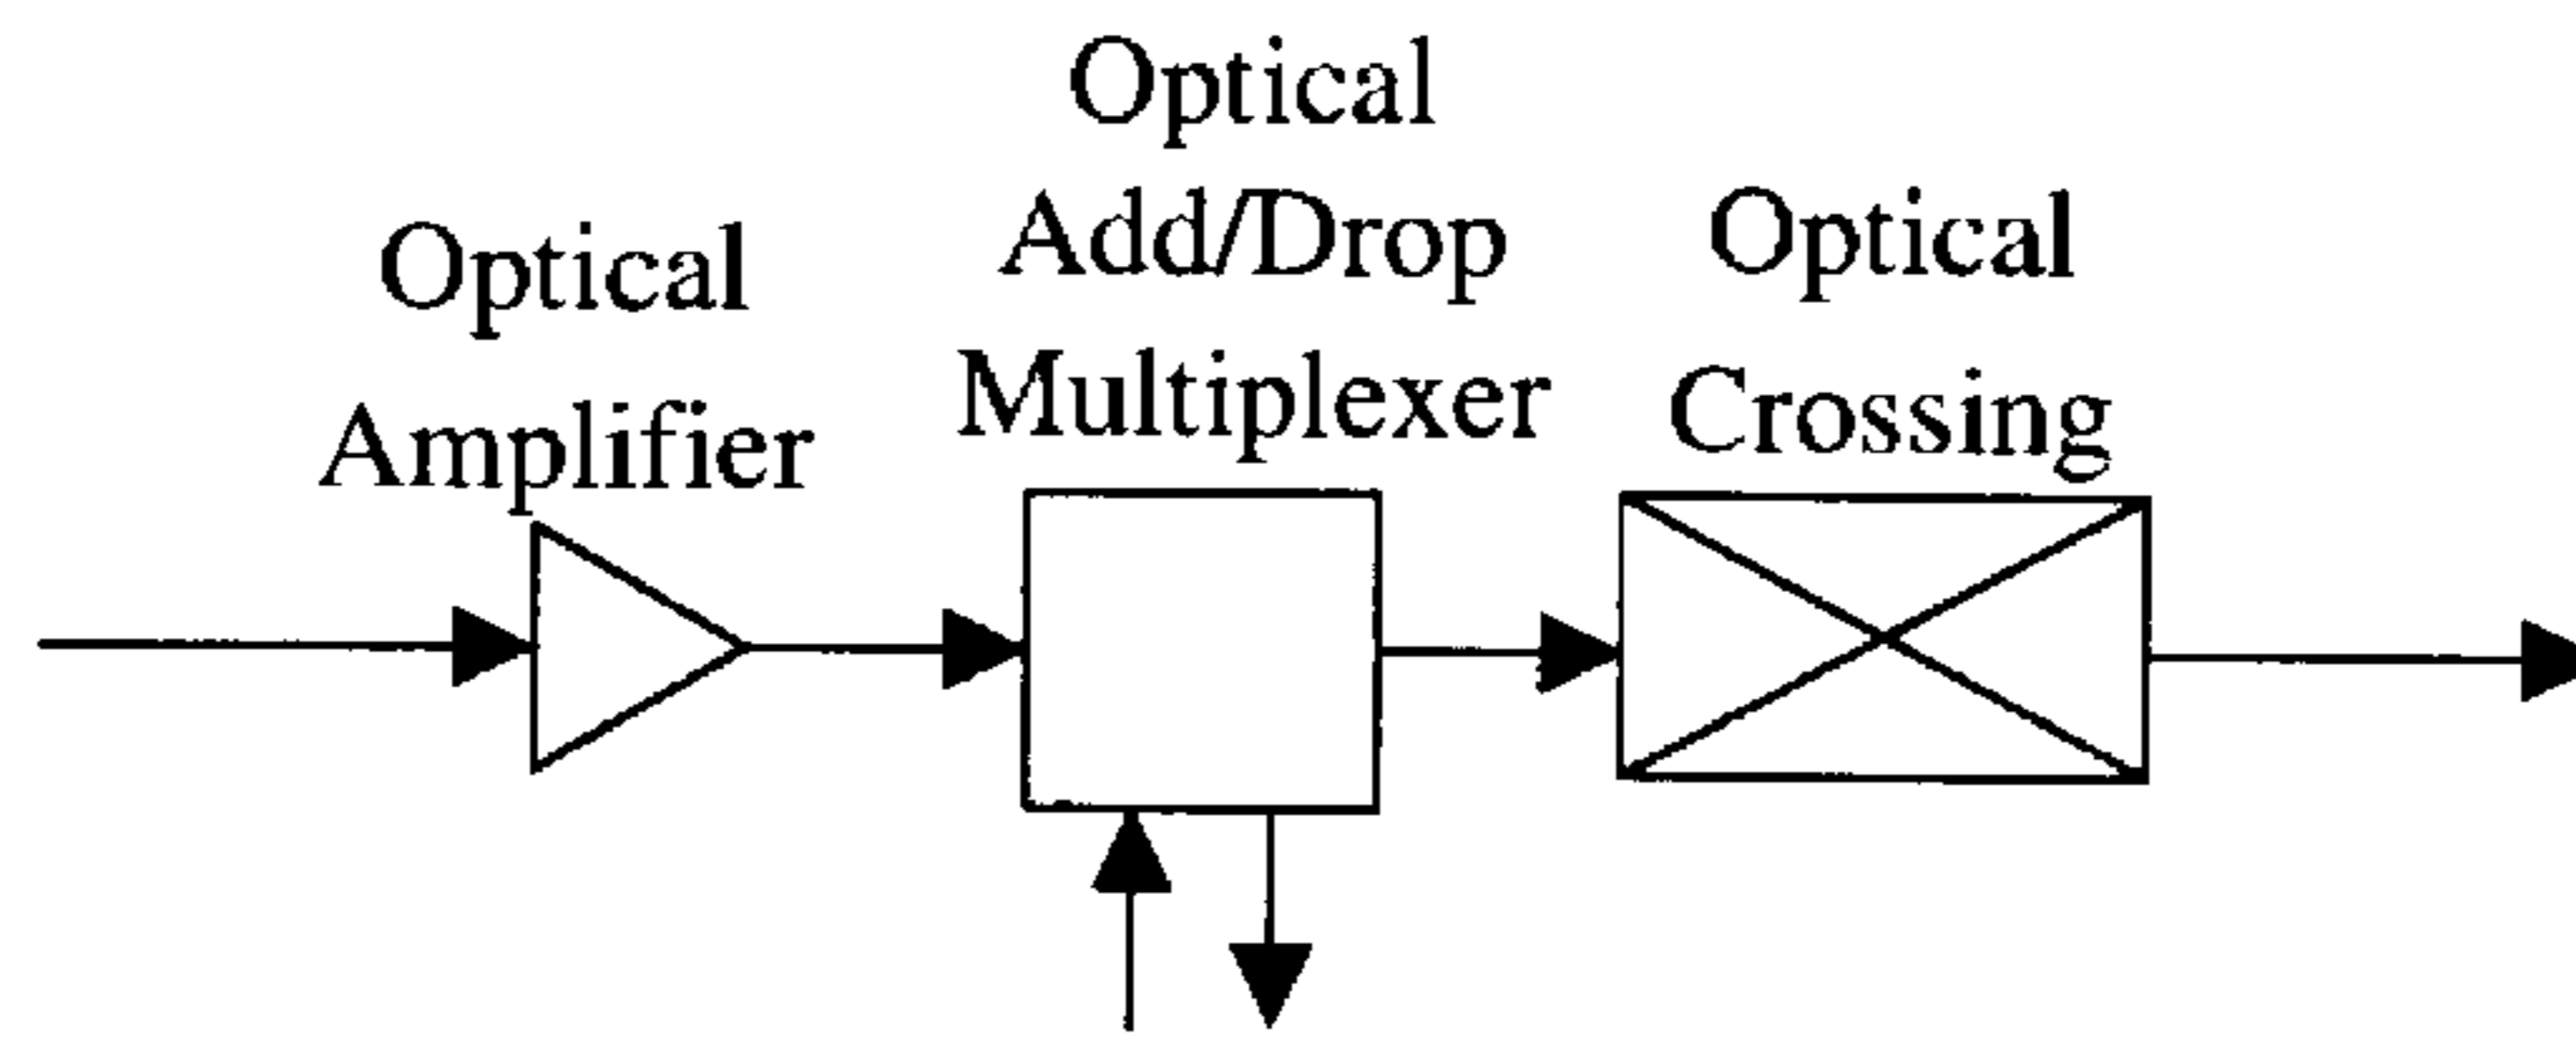 Optical
Amplifier
Optical
Add/Drop
Multiplexer
Optical
Crossing